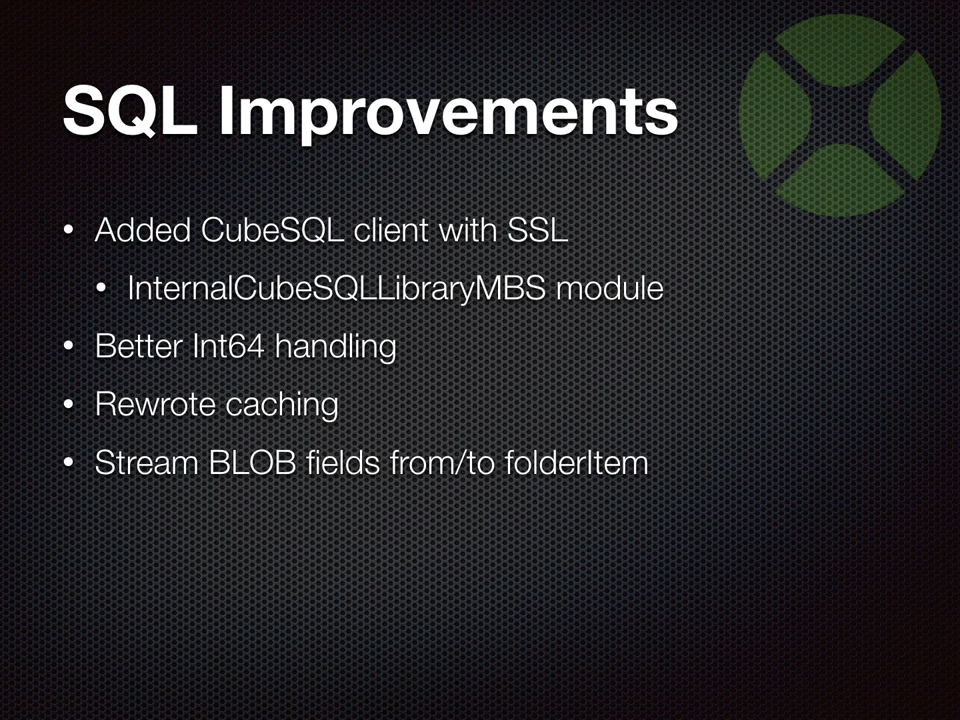 SQL Improvements
• Added CubeSQL client with SSL
• InternalCubeSQLLibraryMBS module
• Better Int64 handling
• Rewrote caching
• Stream BLOB fields from/to folderItem